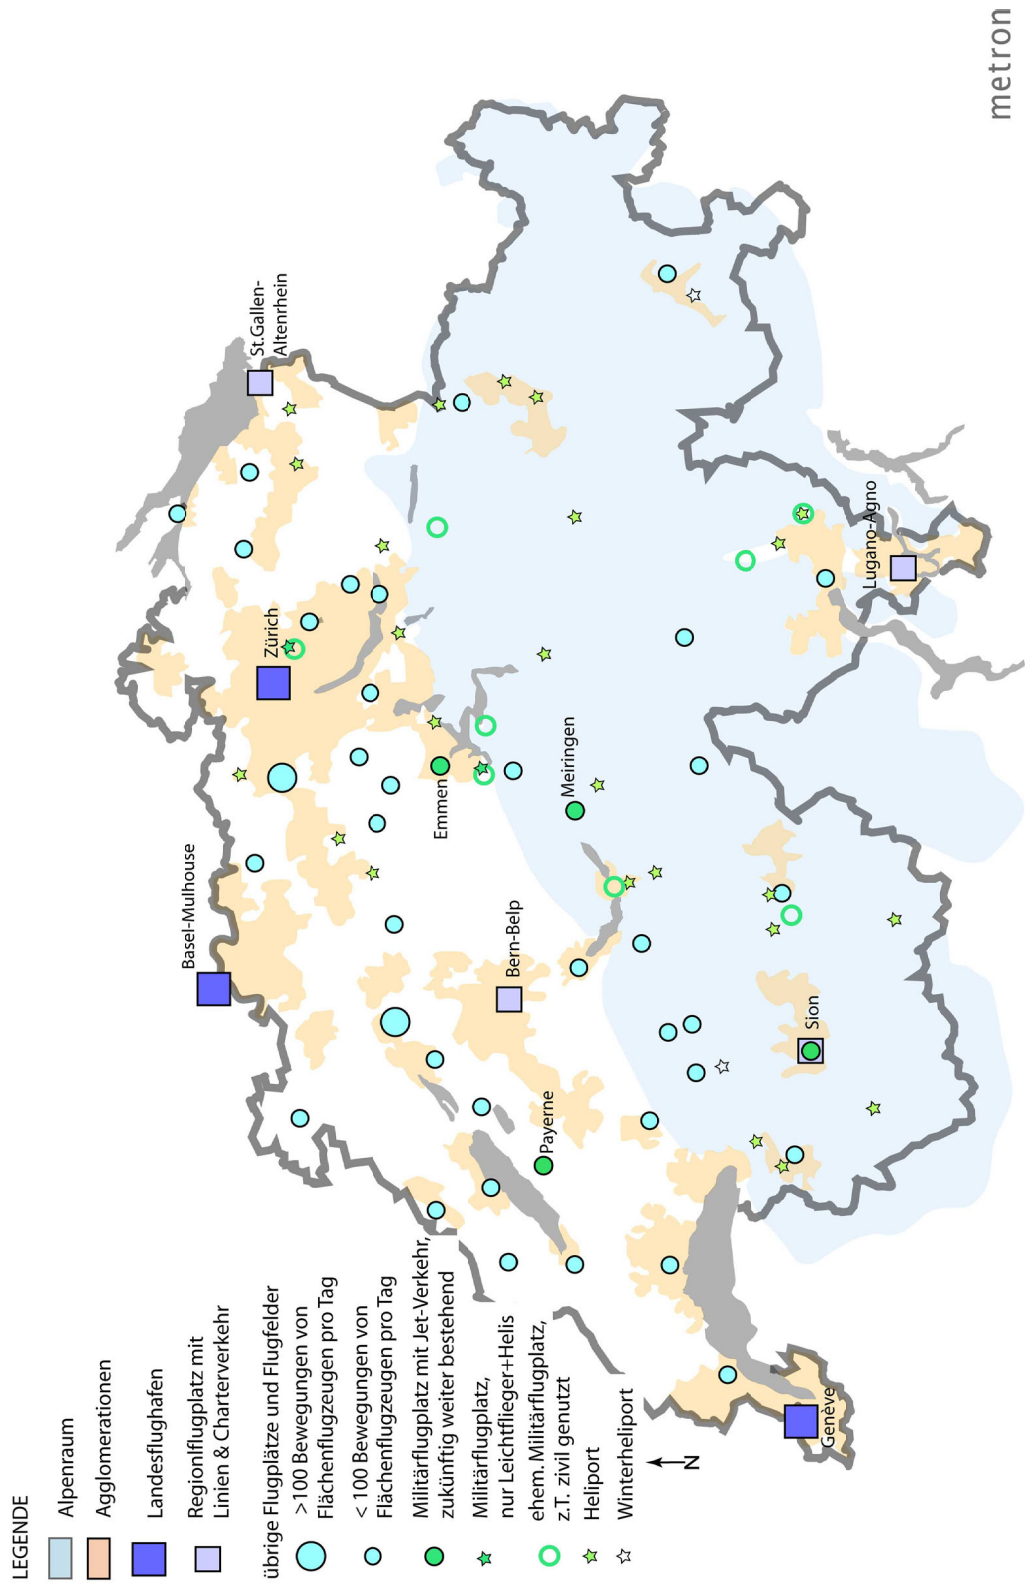 LEGENDE
Alpenraum
Agglomerationen
Landesflughafen
Regionlflugplatz mit
Linien & Charterverkehr
übrige Flugplätze und Flugfelder
>100 Bewegungen von
Flächenflugzeugen pro Tag
< 100 Bewegungen von
Flächenflugzeugen pro Tag
Militärflugplatz mit Jet-Verkehr,
zukünftig weiter bestehend
Militärflugplatz,
nur Leichtflieger+Helis
ehem. Militärflugplatz,
z.T. zivil genutzt
Heliport
Winterheliport
N
Basel-Mulhouse
Zürich
St.Gallen-
Altenrhein
Emmen
Meiringen
Bern-Belp
Payerne
Sion
Lugano-Agno
Genève
metron